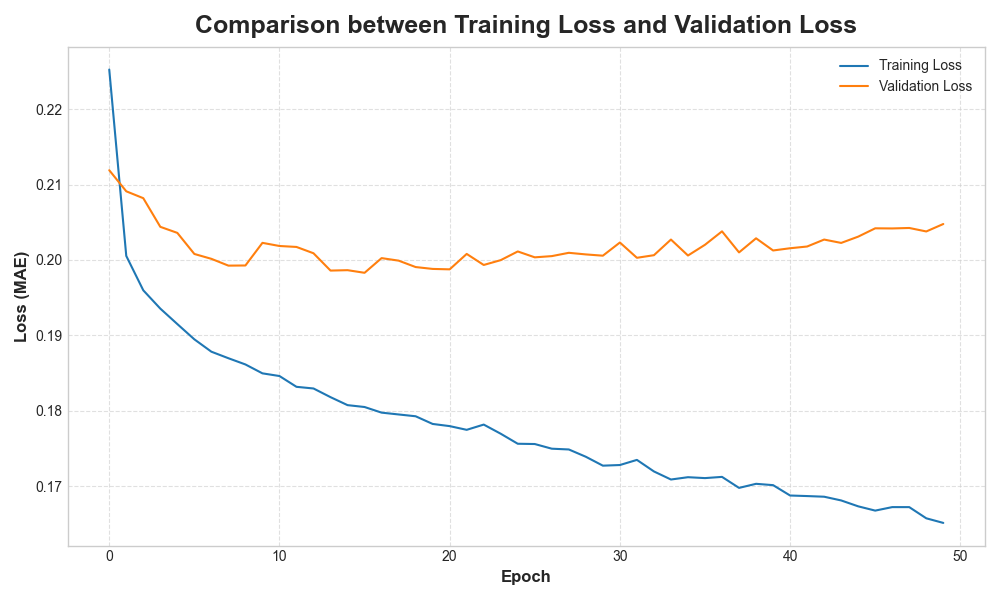 Comparison between Training Loss and Validation Loss
Training Loss
Validation Loss
0.22
0.21
0.20
0.19
0.18
0.17
Loss (MAE)
0
10
20
30
40
50
Epoch